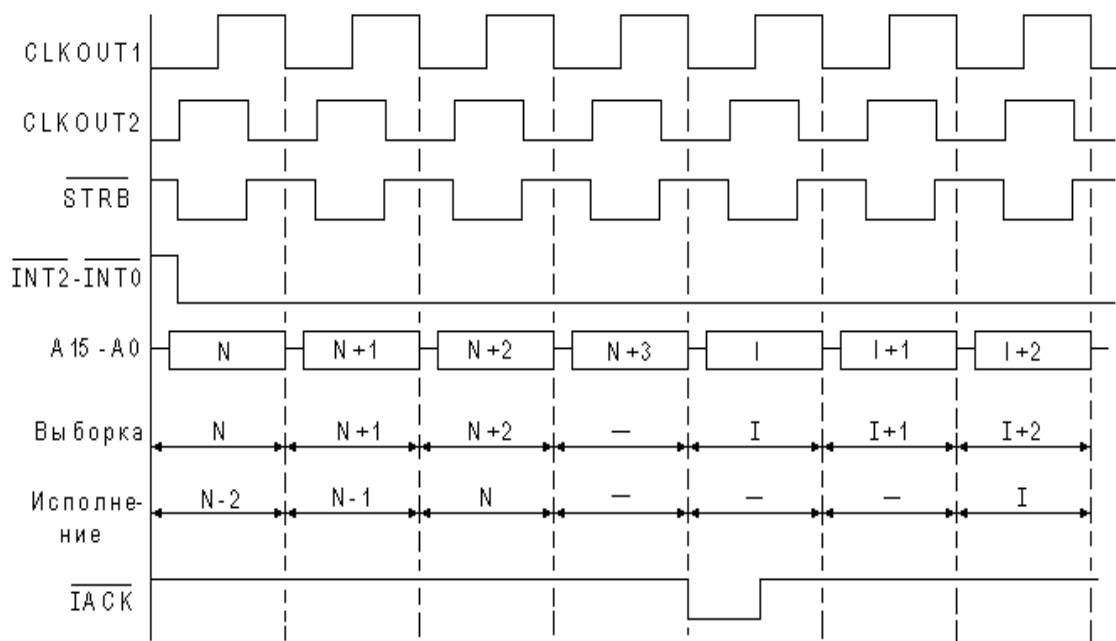 CLKOUT1
CLKOUT2
STRB
INT2-INT0
A15-A0 N N+1 N+2 N+3 I I+1 I+2
Выборка N N+1 N+2 — I I+1 I+2
Исполне- N-2 N-1 N — — — I
ние
IACK